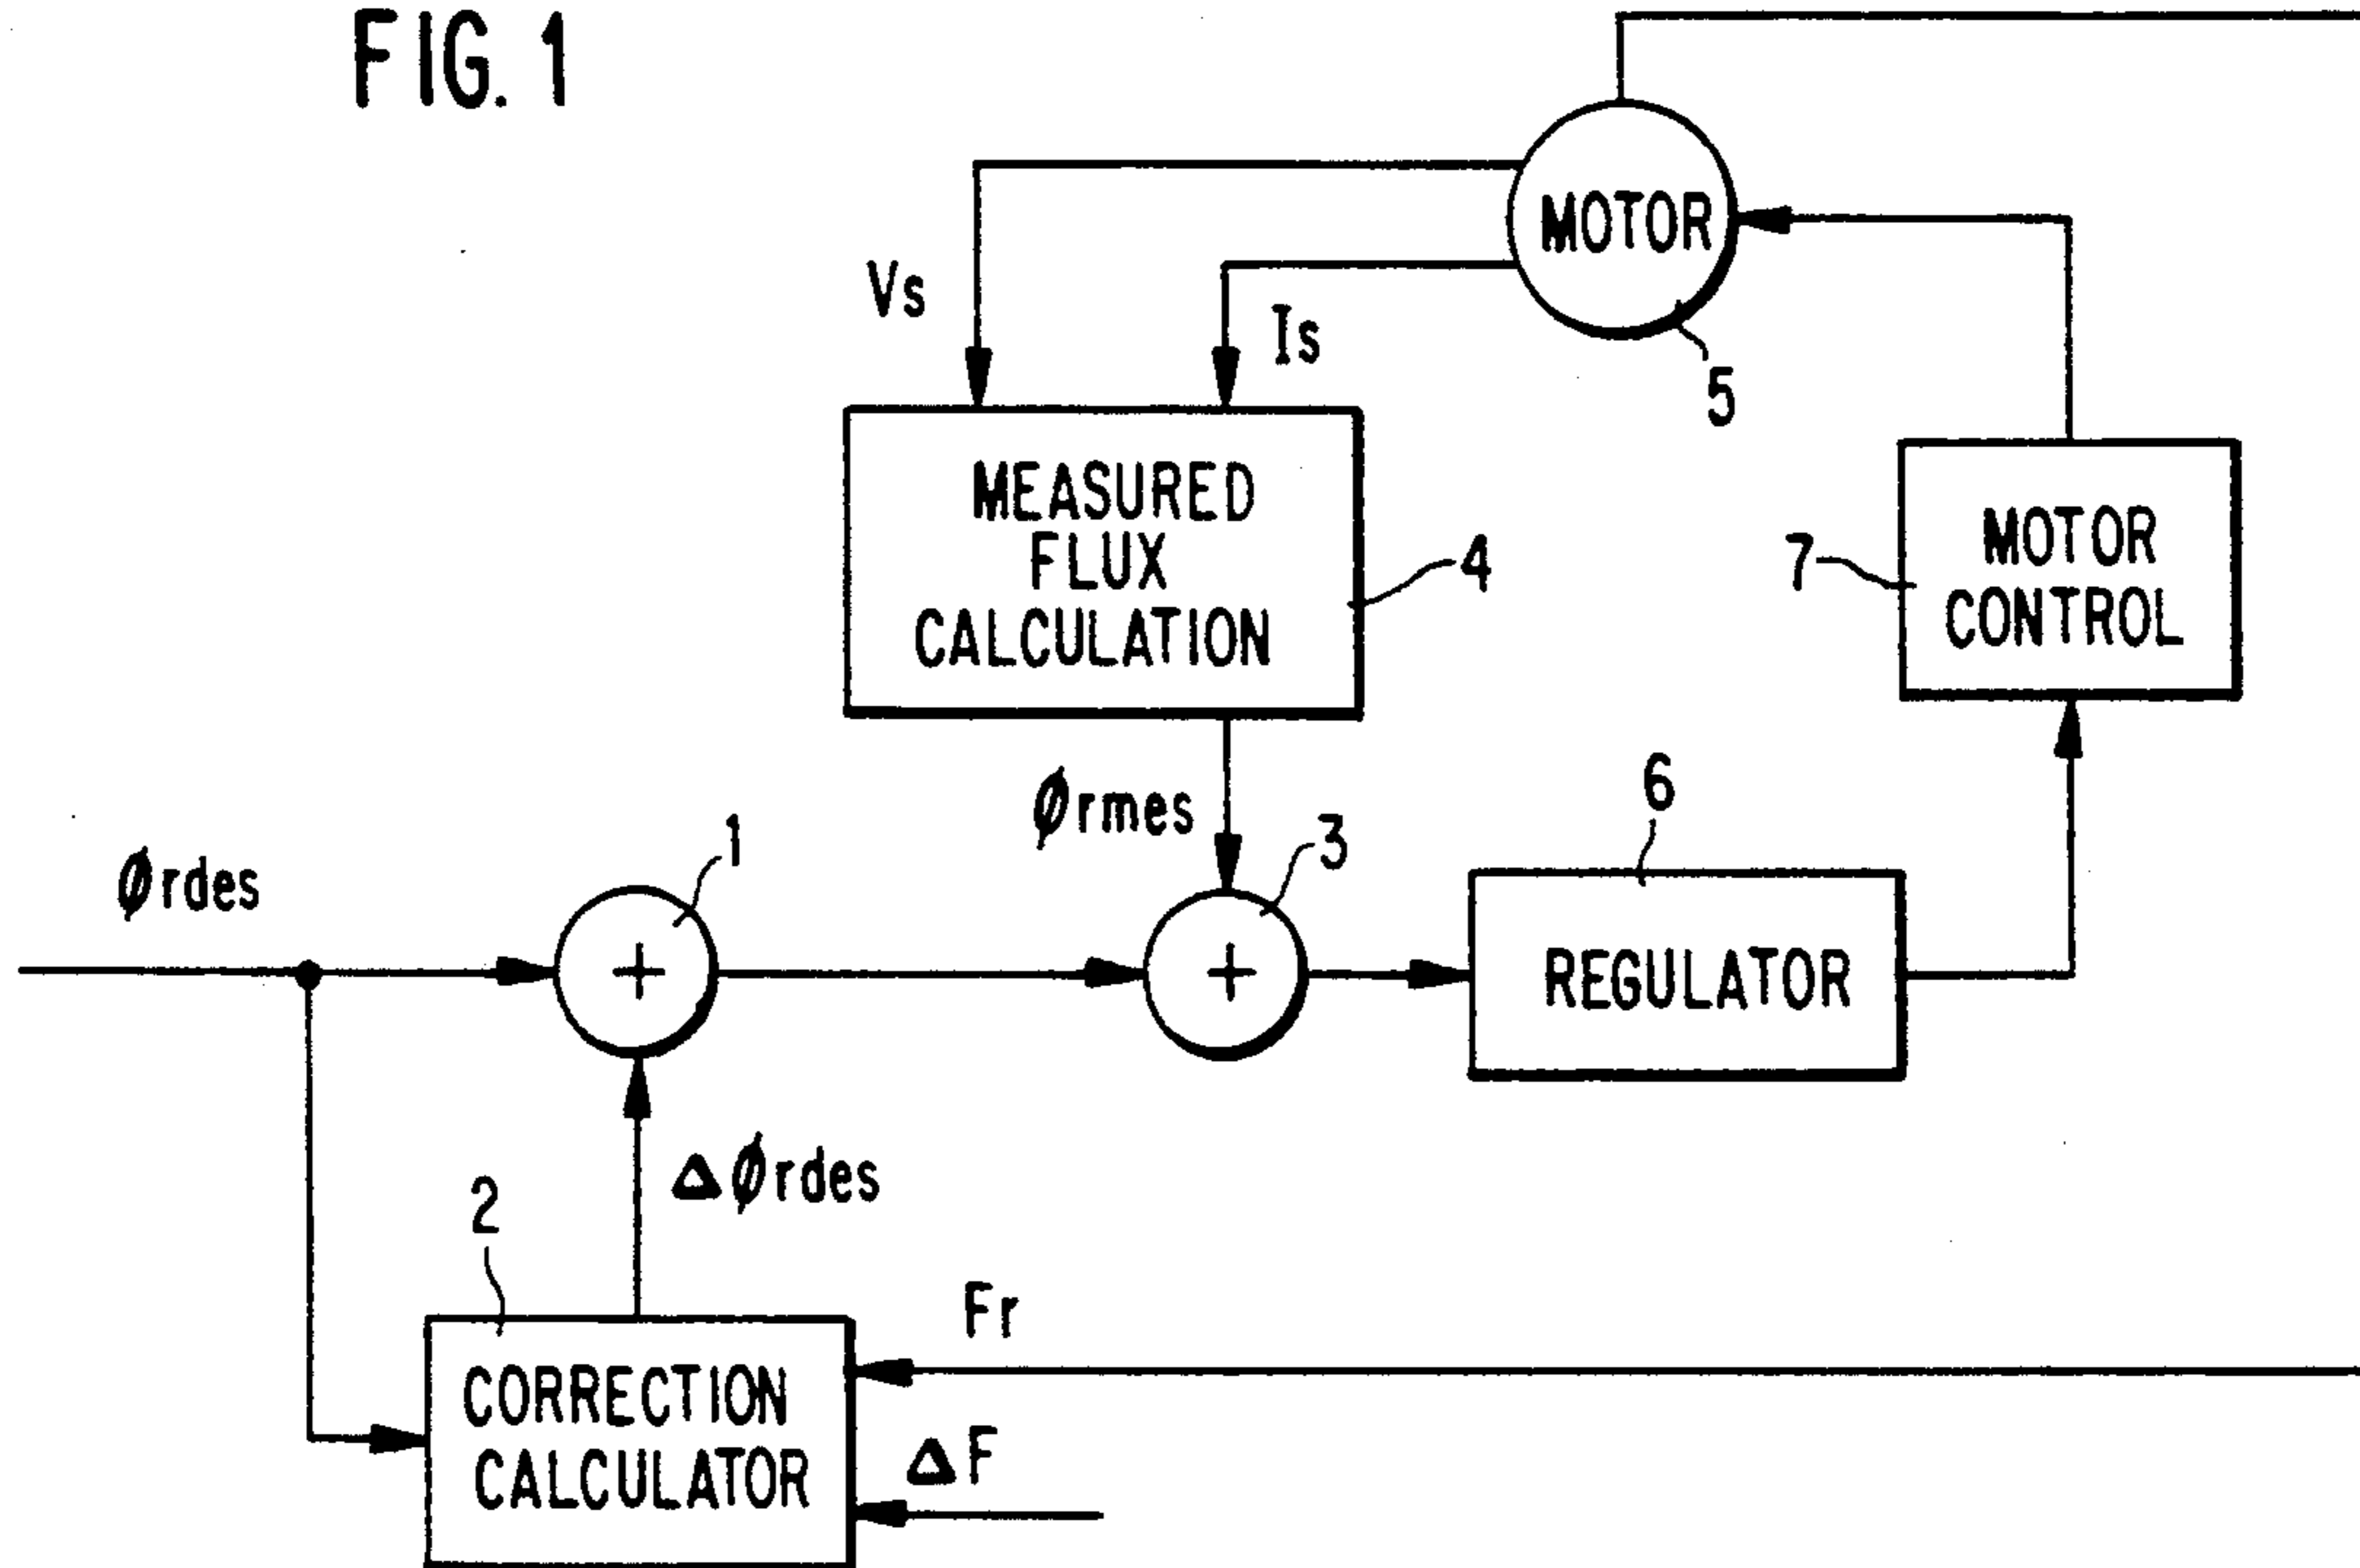 FIG. 1
MOTOR
Vs
Is
5
MEASURED
FLUX
CALCULATION
4
7
MOTOR
CONTROL
Ørmes
6
1
3
Ørdes
REGULATOR
ΔØrdes
2
Fr
CORRECTION
CALCULATOR
ΔF
+
+